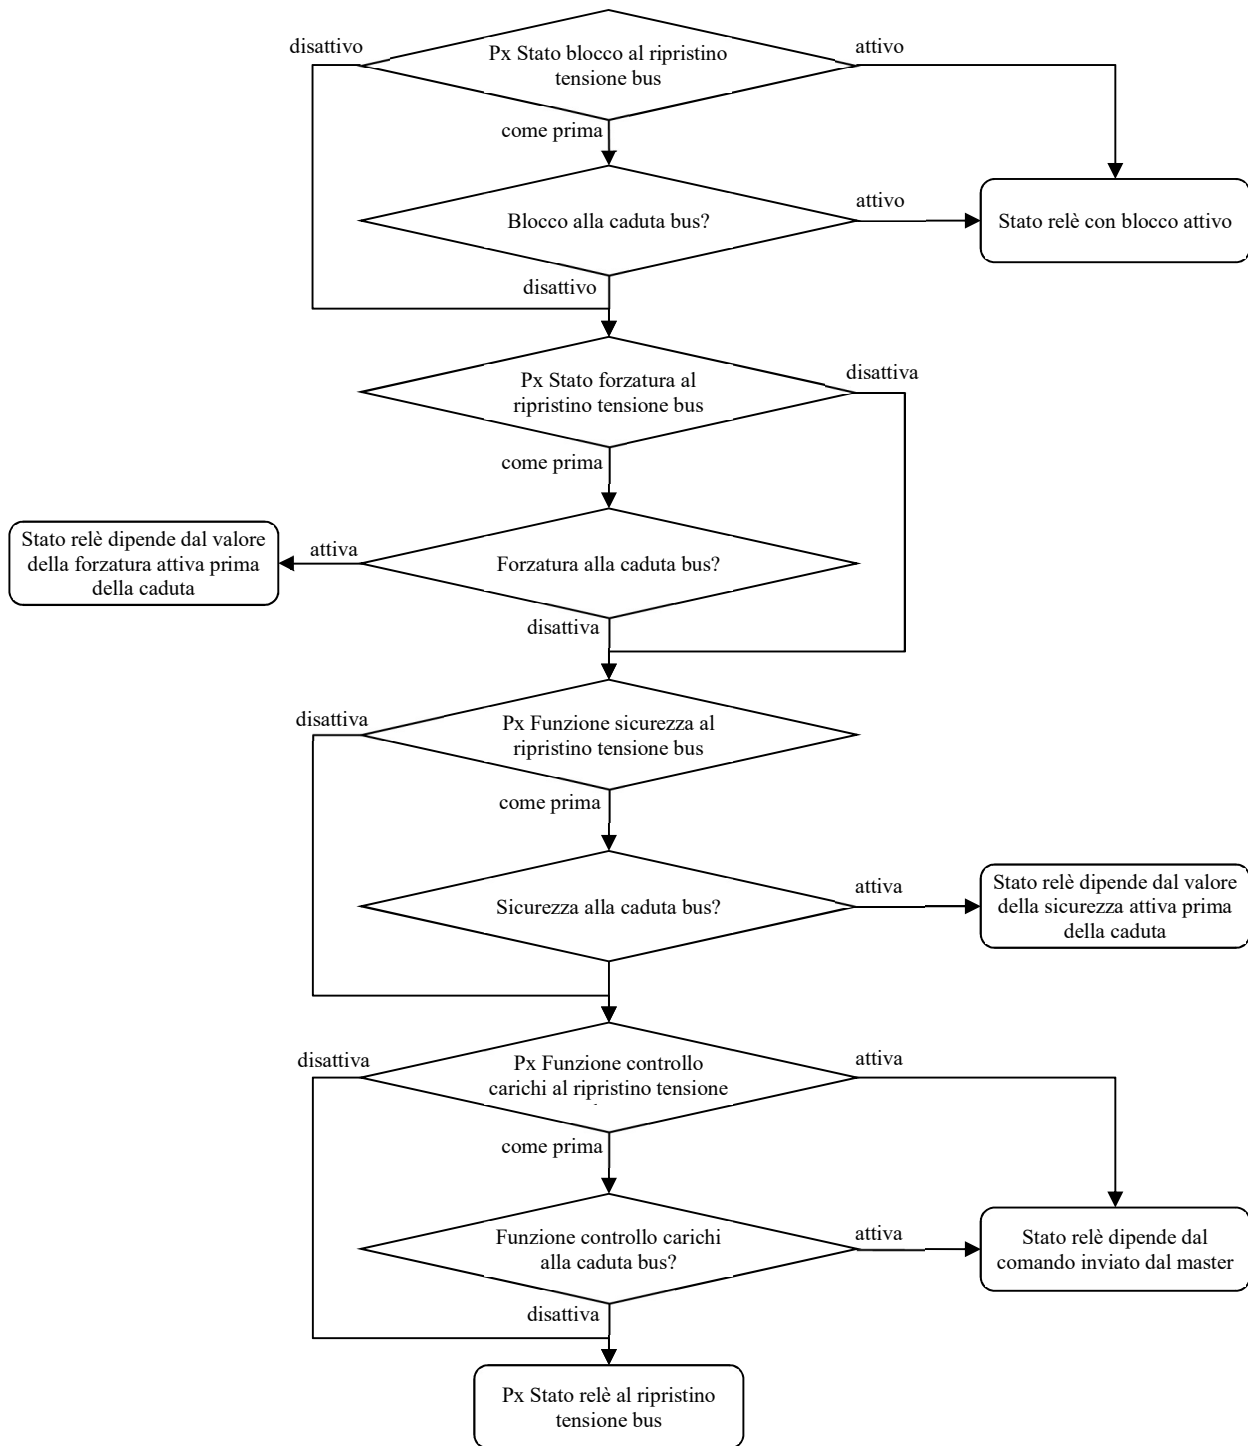 disattivo
Px Stato blocco al ripristino
tensione bus
attivo
come prima
Blocco alla caduta bus?
attivo
Stato relè con blocco attivo
disattivo
Px Stato forzatura al
ripristino tensione bus
disattiva
come prima
Stato relè dipende dal valore
della forzatura attiva prima
della caduta
attiva
Forzatura alla caduta bus?
disattiva
disattiva
Px Funzione sicurezza al
ripristino tensione bus
come prima
Sicurezza alla caduta bus?
attiva
Stato relè dipende dal valore
della sicurezza attiva prima
della caduta
disattiva
Px Funzione controllo
carichi al ripristino tensione
attiva
come prima
Funzione controllo carichi
alla caduta bus?
attiva
Stato relè dipende dal
comando inviato dal master
disattiva
Px Stato relè al ripristino
tensione bus